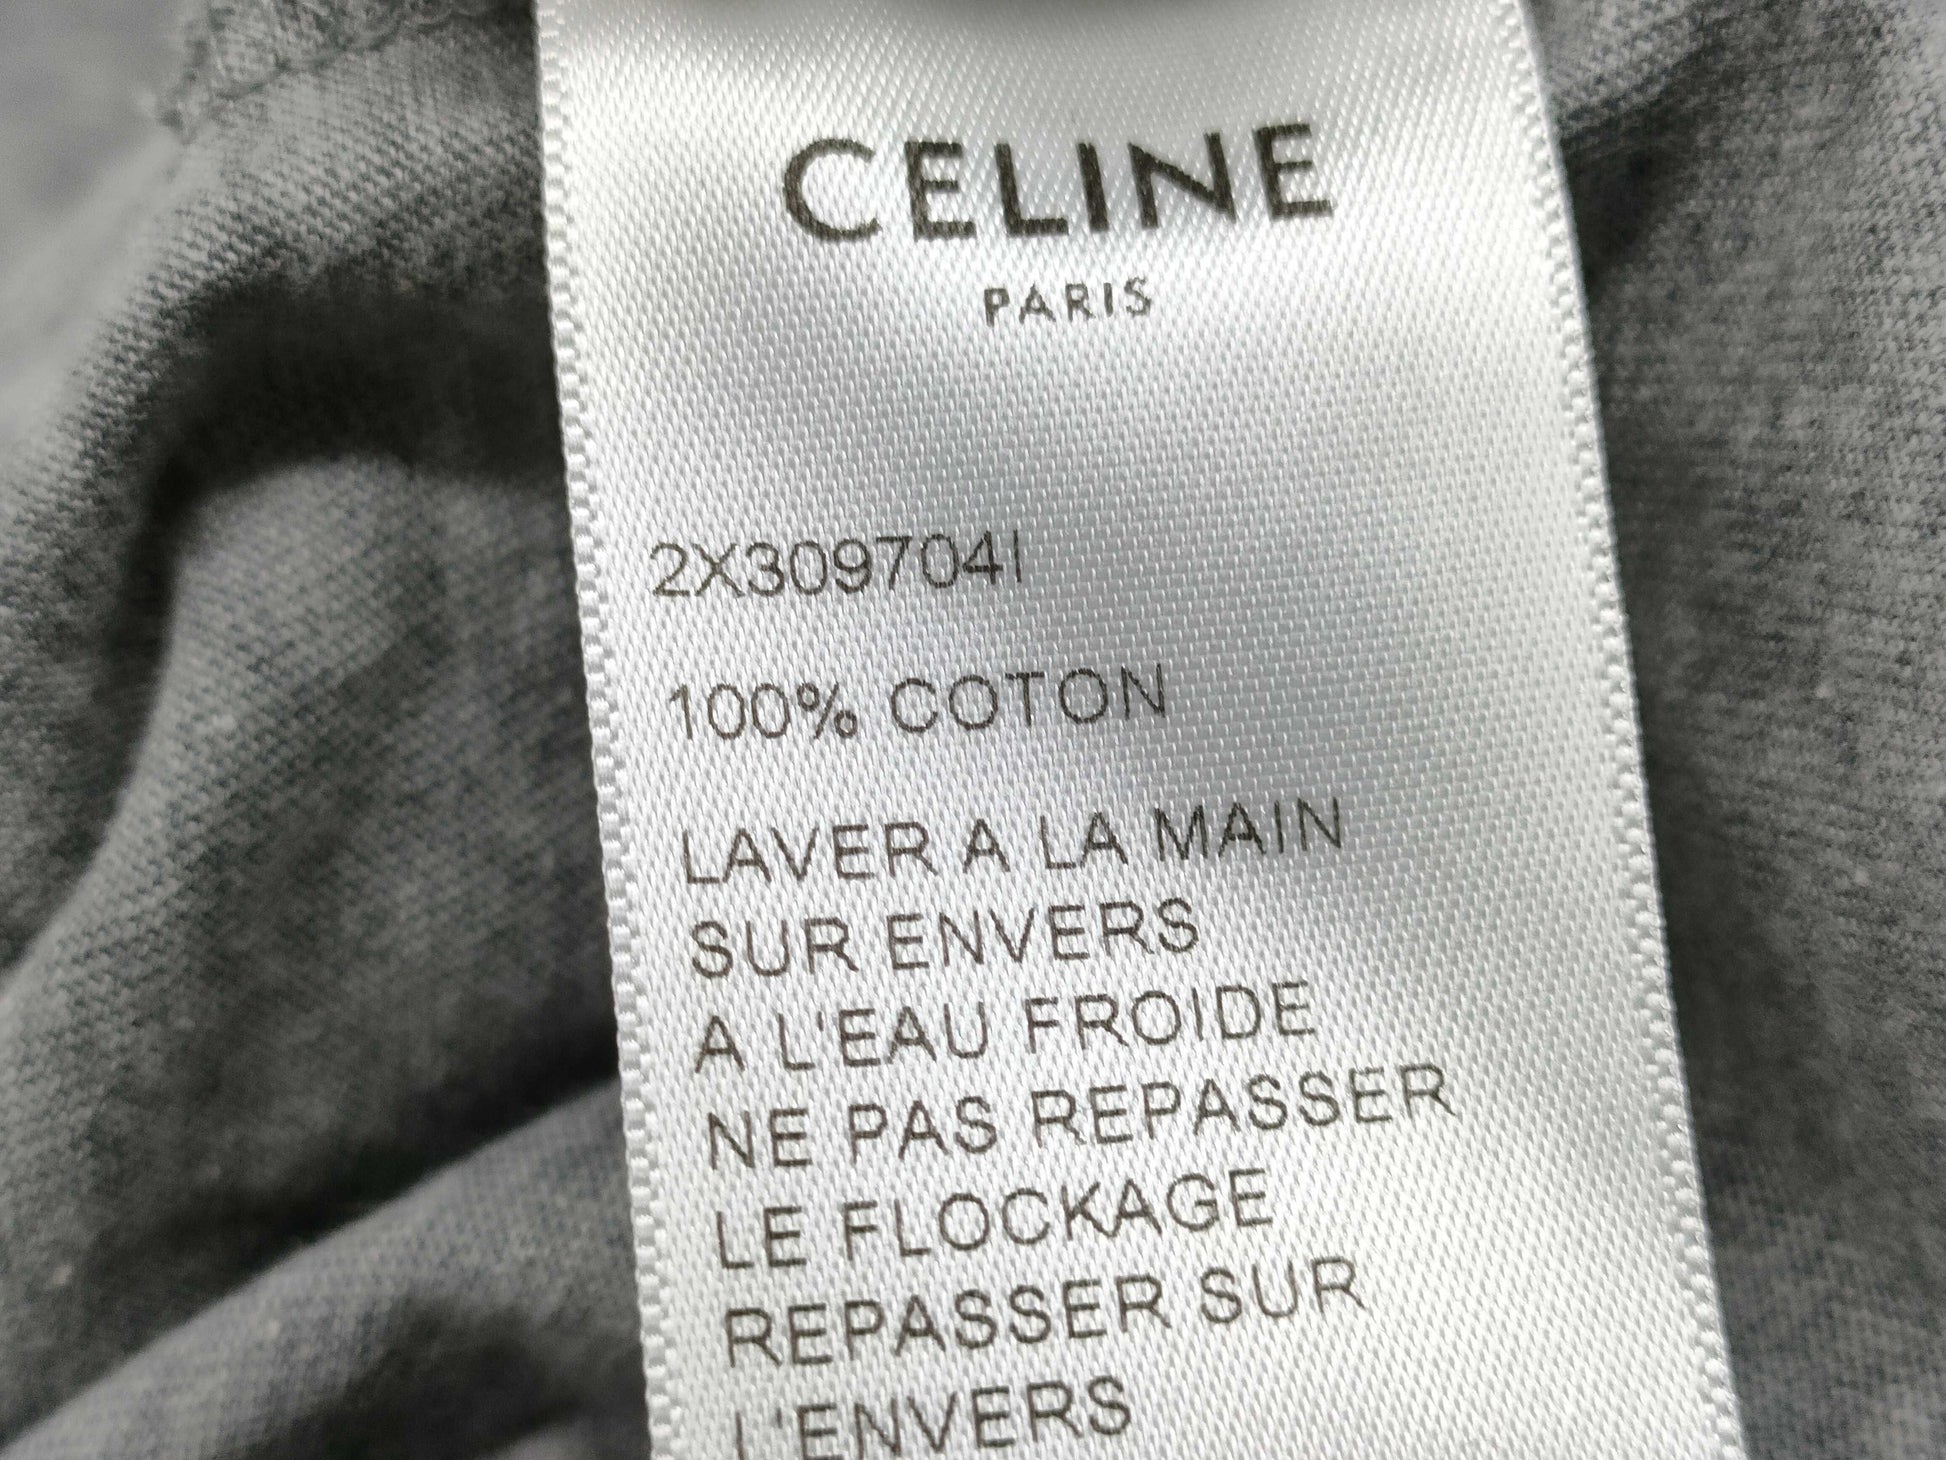 CELINE
PARIS
2X309704I
100% COTON
LAVER A LA MAIN
SUR ENVERS
A L'EAU FROIDE
NE PAS REPASSER
LE FLOCKAGE
REPASSER SUR
L'ENVERS